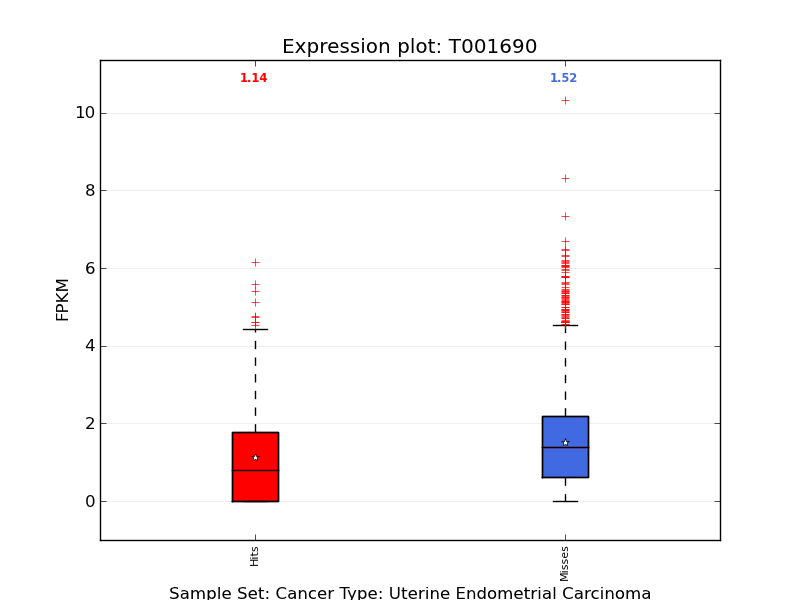 Expression plot: T001690
1.14
1.52
10
8
6
4
2
0
FPKM
Hits
Misses
Sample Set: Cancer Type: Uterine Endometrial Carcinoma